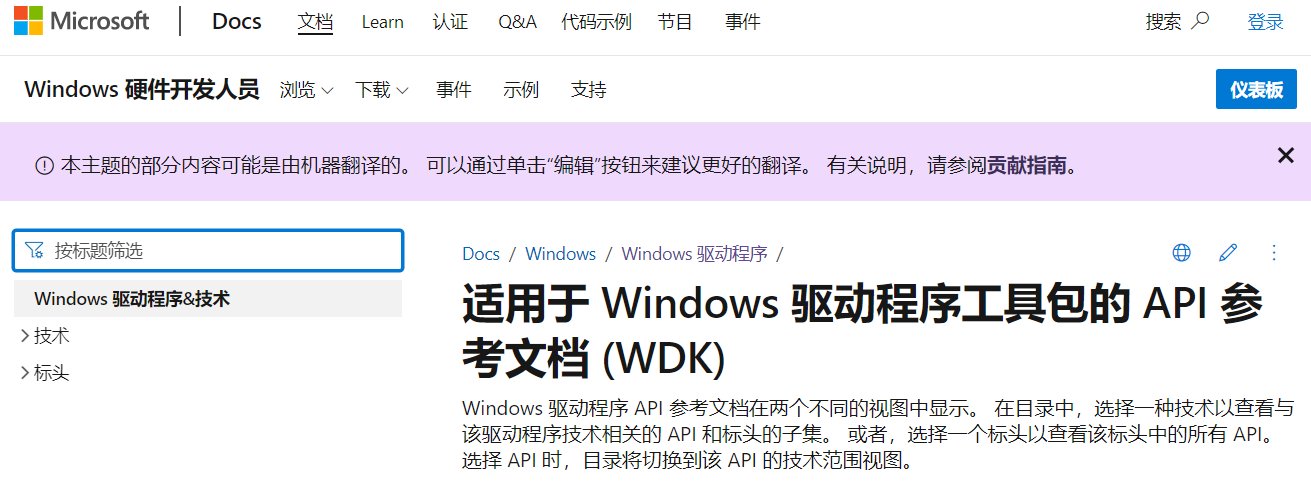 Microsoft Docs 文档 Learn 认证 Q&A 代码示例 节目 事件 搜索 登录
Windows 硬件开发人员 浏览 下载 事件 示例 支持 仪表板
本主题的部分内容可能是由机器翻译的。 可以通过单击“编辑”按钮来建议更好的翻译。 有关说明，请参阅贡献指南。
按标题筛选
Windows 驱动程序&技术
技术
标头
Docs / Windows / Windows 驱动程序 /
适用于 Windows 驱动程序工具包的 API 参
考文档 (WDK)
Windows 驱动程序 API 参考文档在两个不同的视图中显示。 在目录中，选择一种技术以查看与
该驱动程序技术相关的 API 和标头的子集。 或者，选择一个标头以查看该标头中的所有 API。
选择 API 时，目录将切换到该 API 的技术范围视图。